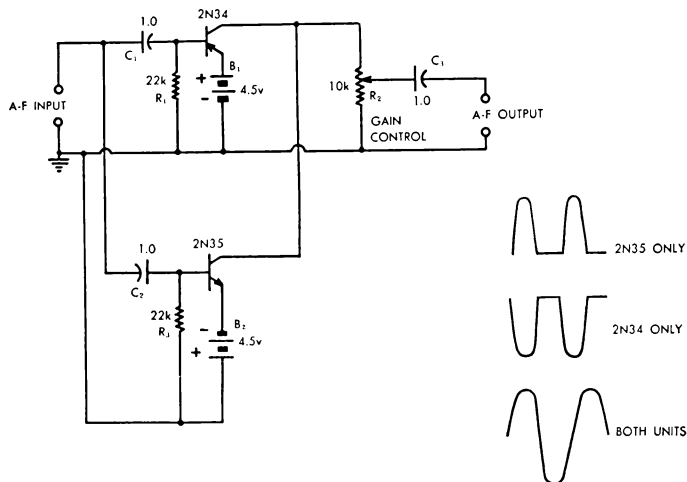 2N34
1.0
C₁
B₁
+
-
4.5v
22k
R₁
A-F INPUT
10k
R₂
C₁
1.0
A-F OUTPUT
GAIN
CONTROL
1.0
2N35
C₂
22k
R₃
-
B₂
+
4.5v
2N35 ONLY
2N34 ONLY
BOTH UNITS